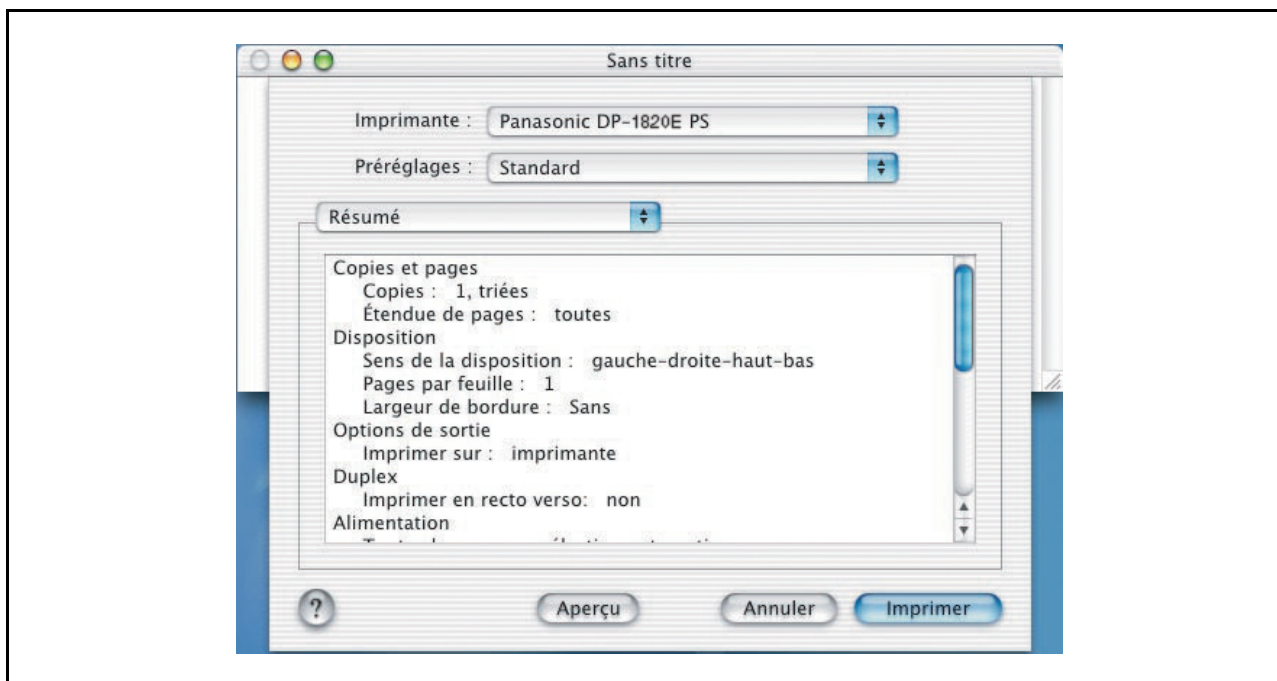 Sans titre
Imprimante : Panasonic DP-1820E PS
Préréglages : Standard
Résumé
Copies et pages
Copies : 1, triées
Étendue de pages : toutes
Disposition
Sens de la disposition : gauche-droite-haut-bas
Pages par feuille : 1
Largeur de bordure : Sans
Options de sortie
Imprimer sur : imprimante
Duplex
Imprimer en recto verso: non
Alimentation
? Aperçu Annuler Imprimer